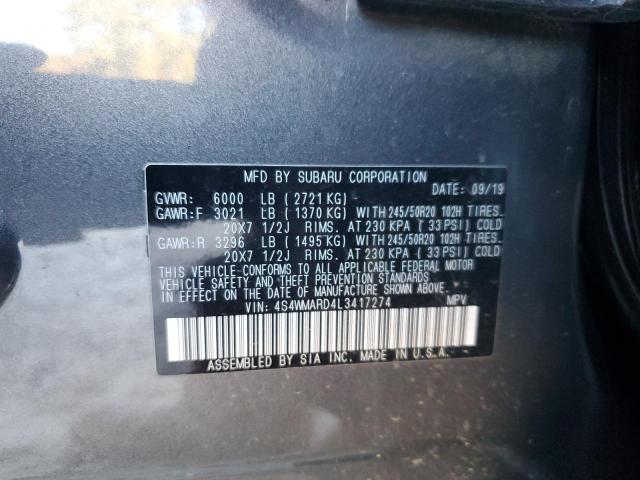 MFD BY SUBARU CORPORATION
DATE: 09/19
GVWR: 6000 LB ( 2721 KG)
GAWR:F 3021 LB ( 1370 KG) WITH 245/50R20 102H TIRES.
20X7 1/2J RIMS. AT 230 KPA ( 33 PSI) COLD
GAWR:R 3296 LB ( 1495 KG) WITH 245/50R20 102H TIRES.
20X7 1/2J RIMS. AT 230 KPA ( 33 PSI) COLD
THIS VEHICLE CONFORMS TO ALL APPLICABLE FEDERAL MOTOR
VEHICLE SAFETY AND THEFT PREVENTION STANDARDS
IN EFFECT ON THE DATE OF MANUFACTURE SHOWN ABOVE.
VIN: 4S4WMARD4L3417274 MPV
ASSEMBLED BY SIA INC. MADE IN U.S.A.